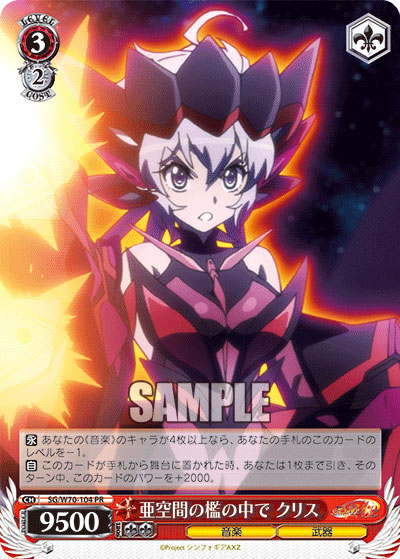 LEVEL
3
2
COST
SAMPLE
永 あなたの《音楽》のキャラが4枚以上なら、あなたの手札のこのカードの
レベルを－1。
自 このカードが手札から舞台に置かれた時、あなたは1枚まで引き、そのターン中、このカードのパワーを＋2000。
CH SG/W70-104 PR
9500
亜空間の檻の中で クリス
音楽 武器
©Project シンフォギアAXZ